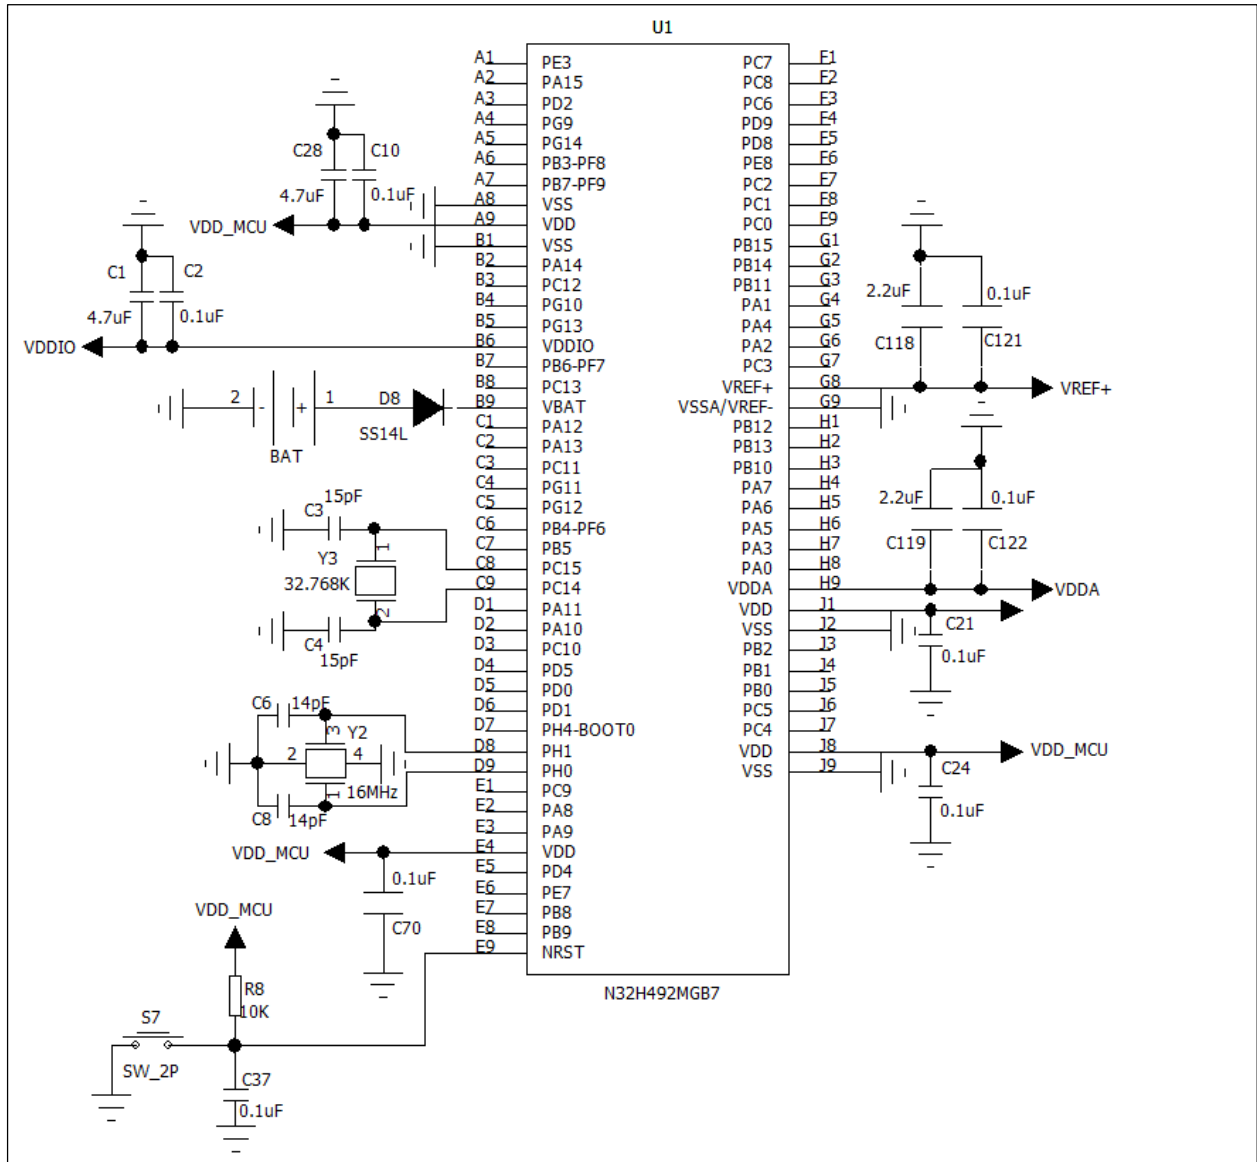 U1
A1 PE3 PC7 F1
A2 PA15 PC8 F2
A3 PD2 PC6 F3
A4 PG9 PD9 F4
A5 PG14 PD8 F5
A6 PB3-PF8 PE8 F6
A7 PB7-PF9 PC2 F7
A8 VSS PC1 F8
A9 VDD PC0 F9
B1 VSS PB15 G1
B2 PA14 PB14 G2
B3 PC12 PB11 G3
B4 PG10 PA1 G4
B5 PG13 PA4 G5
B6 VDDIO PA2 G6
B7 PB6-PF7 PC3 G7
B8 PC13 VREF+ G8
B9 VBAT VSSA/VREF- G9
C1 PA12 PB12 H1
C2 PA13 PB13 H2
C3 PC11 PB10 H3
C4 PG11 PA7 H4
C5 PG12 PA6 H5
C6 PB4-PF6 PA5 H6
C7 PB5 PA3 H7
C8 PC15 PA0 H8
C9 PC14 VDDA H9
D1 PA11 VDD J1
D2 PA10 VSS J2
D3 PC10 PB2 J3
D4 PD5 PB1 J4
D5 PD0 PB0 J5
D6 PD1 PC5 J6
D7 PH4-BOOT0 PC4 J7
D8 PH1 VDD J8
D9 PH0 VSS J9
E1 PC9
E2 PA8
E3 PA9
E4 VDD
E5 PD4
E6 PE7
E7 PB8
E8 PB9
E9 NRST
N32H492MGB7
C28 C10
4.7uF 0.1uF
VDD_MCU
C1 C2
4.7uF 0.1uF
VDDIO
2 - + 1 D8
SS14L
BAT
15pF
C3
Y3 1
32.768K
2
C4
15pF
C6 14pF
3 Y2
2 4
1 16MHz
C8 14pF
VDD_MCU
0.1uF
C70
VDD_MCU
R8
10K
S7
SW_2P
C37
0.1uF
2.2uF 0.1uF
C118 C121
VREF+
2.2uF 0.1uF
C119 C122
VDDA
C21
0.1uF
VDD_MCU
C24
0.1uF